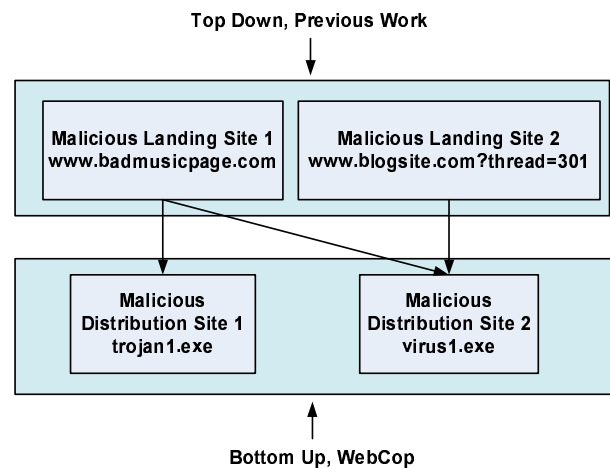 Top Down, Previous Work
Malicious Landing Site 1
www.badmusicpage.com
Malicious Landing Site 2
www.blogsite.com?thread=301
Malicious
Distribution Site 1
trojan1.exe
Malicious
Distribution Site 2
virus1.exe
Bottom Up, WebCop